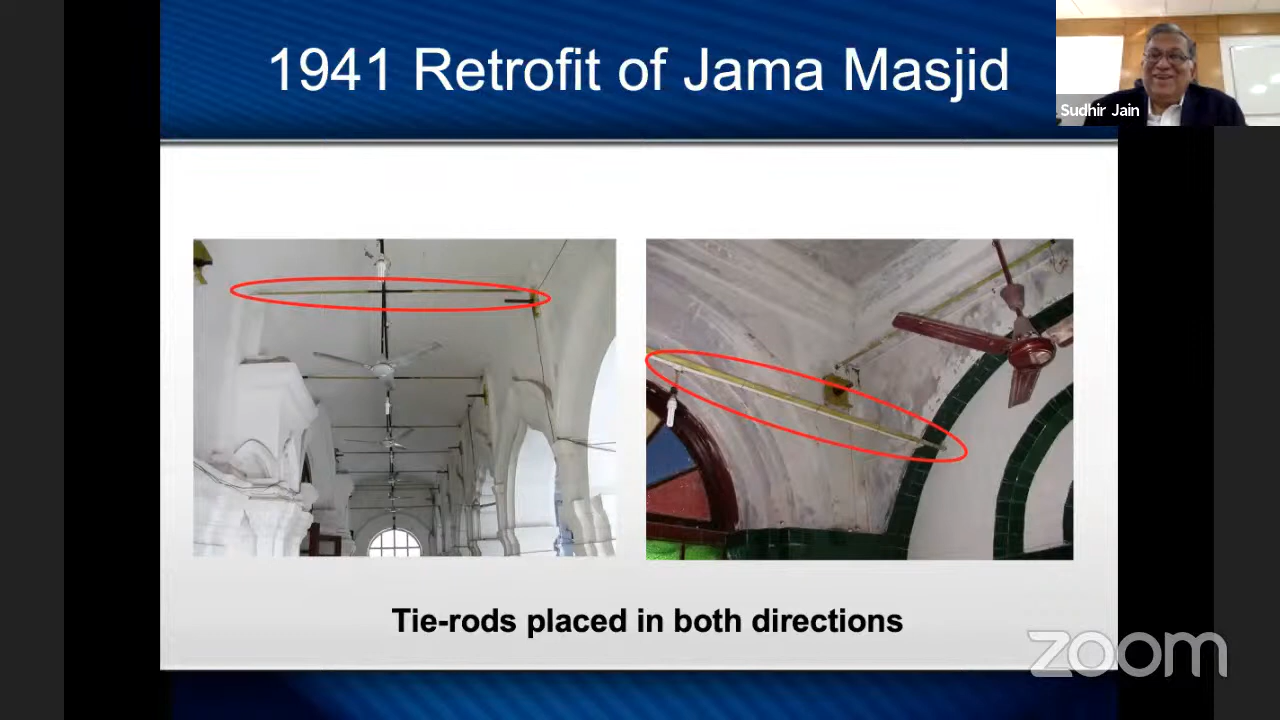 1941 Retrofit of Jama Masjid
Sudhir Jain
Tie-rods placed in both directions
zoom